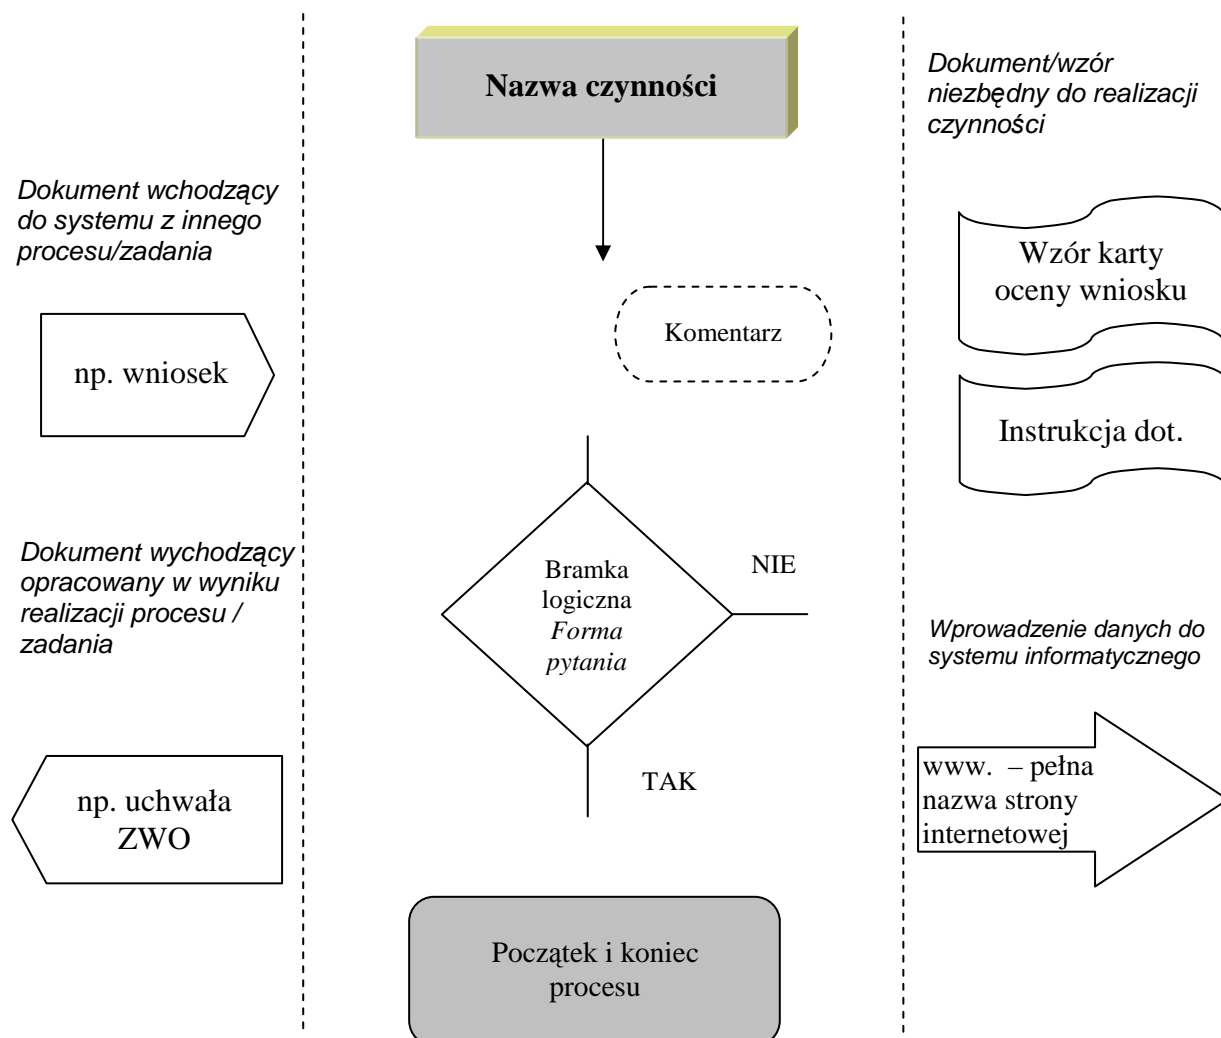 Dokument wchodzący
do systemu z innego
procesu/zadania
np. wniosek
Dokument wychodzący
opracowany w wyniku
realizacji procesu /
zadania
np. uchwała
ZWO
Nazwa czynności
Komentarz
Bramka
logiczna
Forma
pytania
NIE
TAK
Początek i koniec
procesu
Dokument/wzór
niezbędny do realizacji
czynności
Wzór karty
oceny wniosku
Instrukcja dot.
Wprowadzenie danych do
systemu informatycznego
www.  – pełna
nazwa strony
internetowej